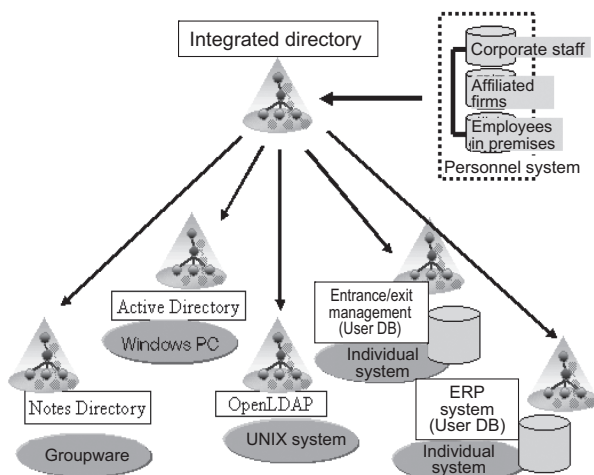 Integrated directory
Corporate staff
Affiliated
firms
Employees
in premises
Personnel system
Active Directory
Windows PC
Entrance/exit
management
(User DB)
Individual
system
Notes Directory
Groupware
OpenLDAP
UNIX system
ERP
system
(User DB)
Individual
system